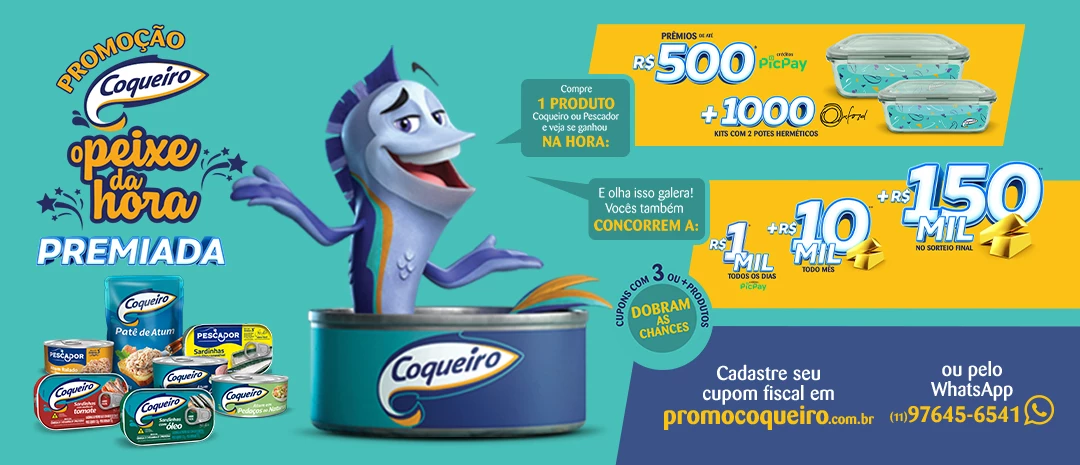 PROMOÇÃO
Coqueiro
o peixe
da
hora
PREMIADA
Coqueiro
Patê de Atum
PESCADOR
PESCADOR
Sardinhas
Coqueiro
Sardinhas
tomate
Coqueiro
Coqueiro
Sardinhas
com óleo
Coqueiro
Pedaços
Coqueiro
Compre
1 PRODUTO
Coqueiro ou Pescador
e veja se ganhou
NA HORA:
PRÊMIOS DE ATÉ
R$500*
créditos
PicPay
+1000
Oxford
KITS COM 2 POTES HERMÉTICOS
E olha isso galera!
Vocês também
CONCORREM A:
R$1
MIL
TODOS OS DIAS
PicPay
+R$10
MIL
TODO MÊS
+R$150
MIL
NO SORTEIO FINAL
CUPONS COM 3 OU + PRODUTOS
DOBRAM
AS
CHANCES
Cadastre seu
cupom fiscal em
promocoqueiro.com.br
ou pelo
WhatsApp
(11)97645-6541